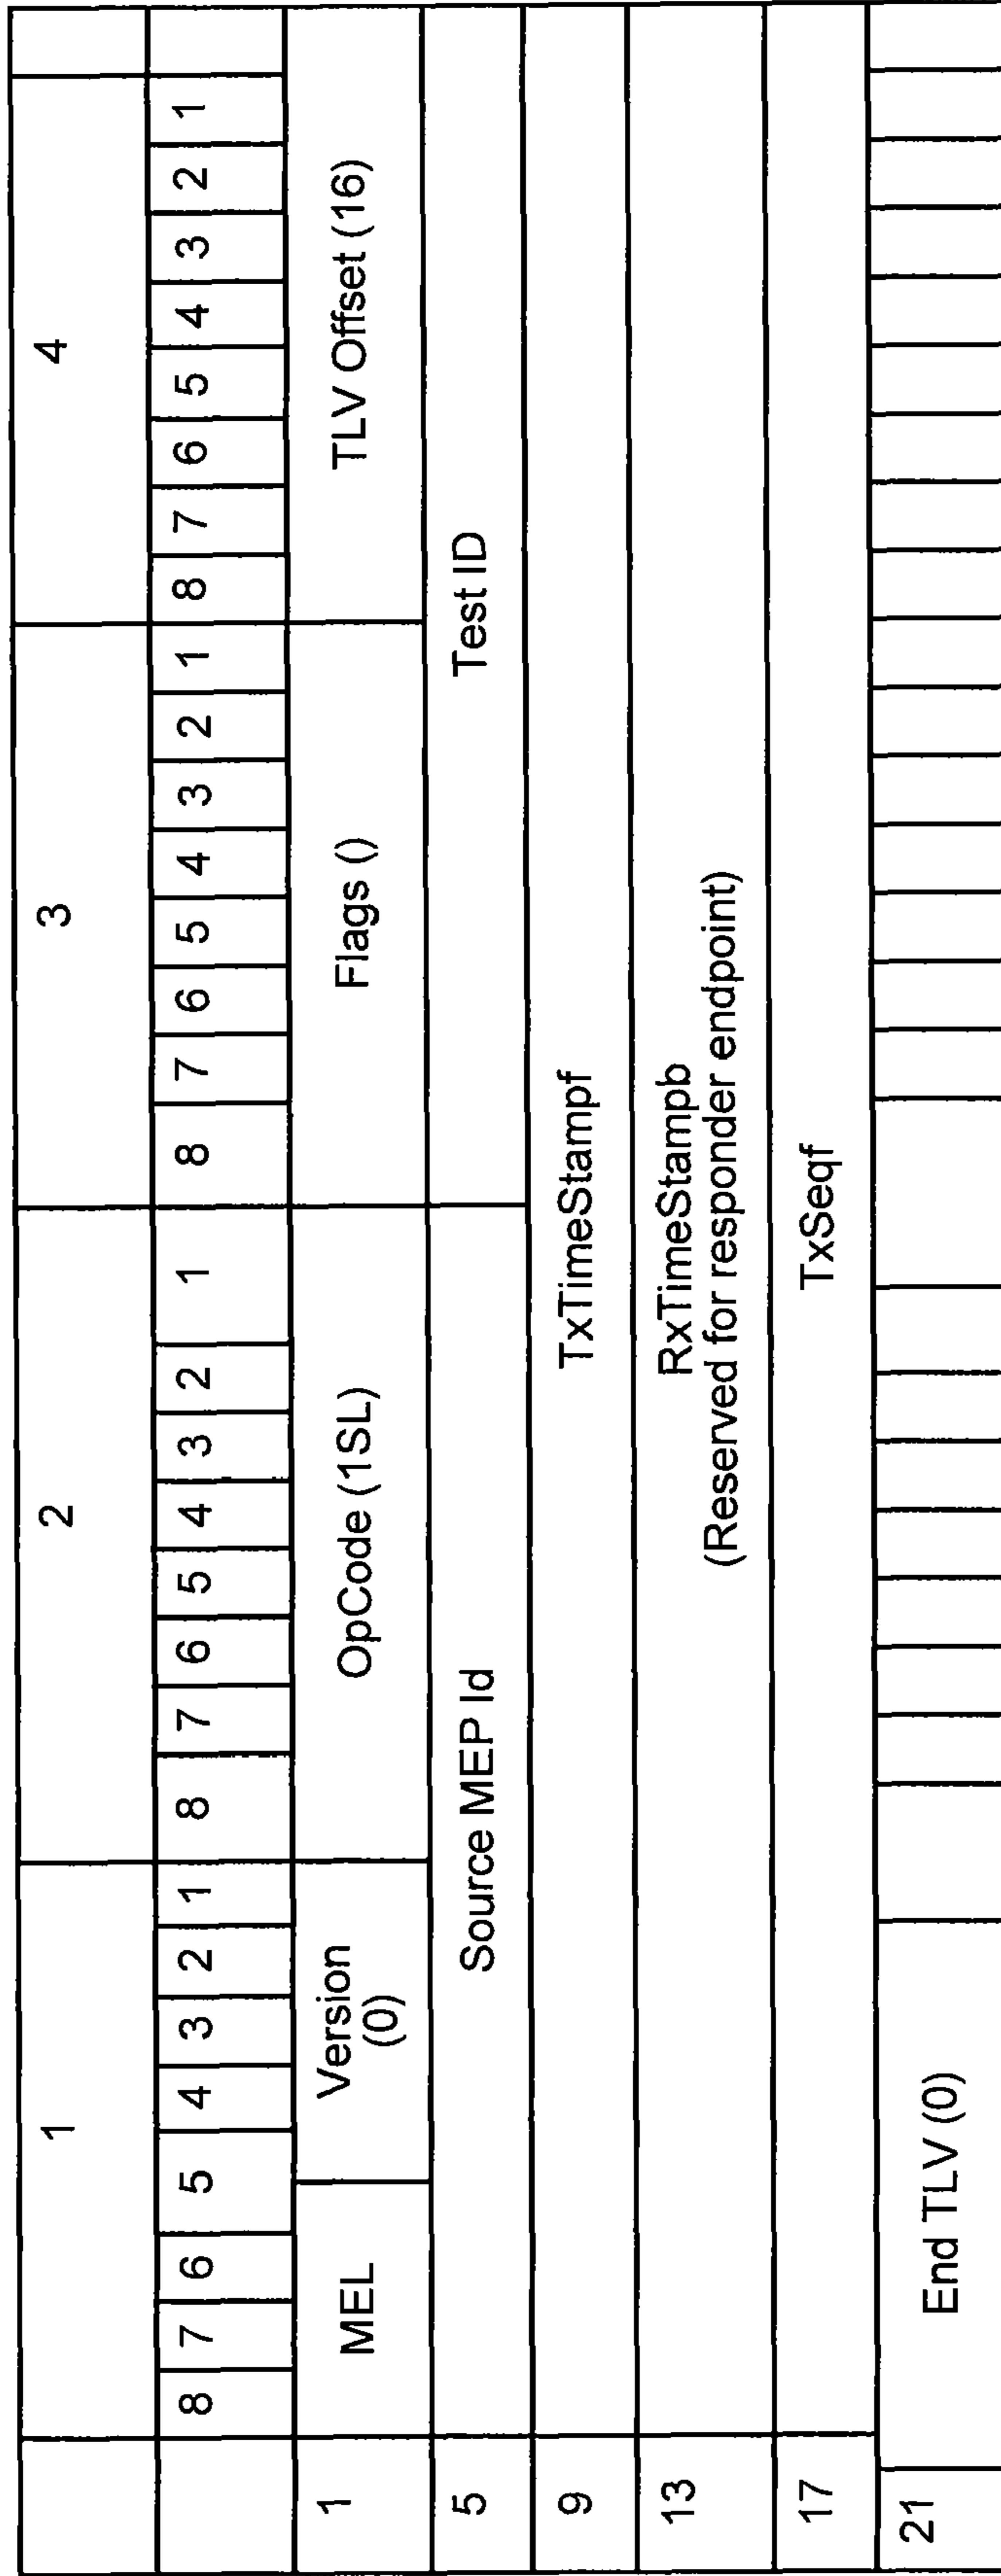 1 2 3 4
8 7 6 5 4 3 2 1 8 7 6 5 4 3 2 1 8 7 6 5 4 3 2 1 8 7 6 5 4 3 2 1
1 MEL Version (0) OpCode (1SL) Flags () TLV Offset (16)
5 Source MEP Id Test ID
9 TxTimeStampf
13 RxTimeStampb
(Reserved for responder endpoint)
17 TxSeqf
21 End TLV (0)